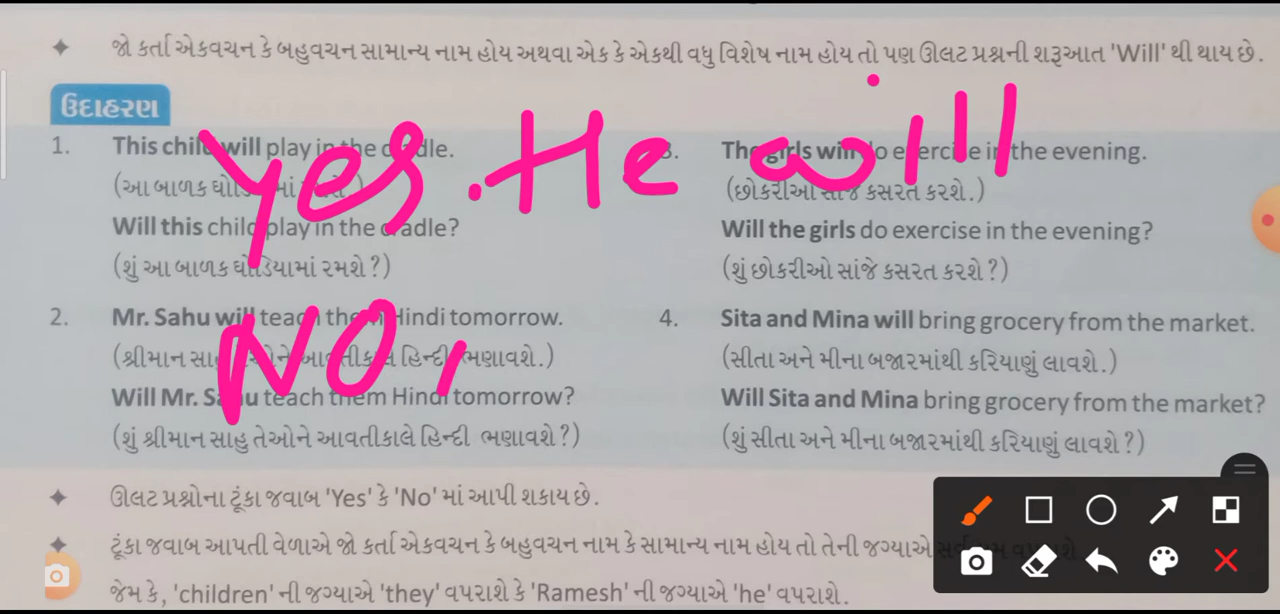 ✦ જો કર્તા એકવચન કે બહુવચન સામાન્ય નામ હોય અથવા એક કે એકથી વધુ વિશેષ નામ હોય તો પણ ઊલટ પ્રશ્નની શરૂઆત 'Will' થી થાય છે.
ઉદાહરણ
Yes. He will
No,
1. This child will play in the cradle.
(આ બાળક
Will this child play in the cradle?
(શું આ બાળક ઘોડિયામાં રમશે?)
2. Mr. Sahu will teach them Hindi tomorrow.
(શ્રીમાન હિન્દી ભણાવશે.)
Will Mr. Sahu teach them Hindi tomorrow?
(શું શ્રીમાન સાહુ તેઓને આવતીકાલે હિન્દી ભણાવશે?)
3. The girls will do exercise in the evening.
(છોકરીઓ સાંજે કસરત કરશે.)
Will the girls do exercise in the evening?
(શું છોકરીઓ સાંજે કસરત કરશે?)
4. Sita and Mina will bring grocery from the market.
(સીતા અને મીના બજારમાંથી કરિયાણું લાવશે.)
Will Sita and Mina bring grocery from the market?
(શું સીતા અને મીના બજારમાંથી કરિયાણું લાવશે?)
✦ ઊલટ પ્રશ્નોના ટૂંકા જવાબ 'Yes' કે 'No' માં આપી શકાય છે.
✦ ટૂંકા જવાબ આપતી વેળાએ જો કર્તા એકવચન કે બહુવચન નામ કે સામાન્ય નામ હોય તો તેની જગ્યાએ
જેમ કે, 'children' ની જગ્યાએ 'they' વપરાશે કે 'Ramesh' ની જગ્યાએ 'he' વપરાશે.